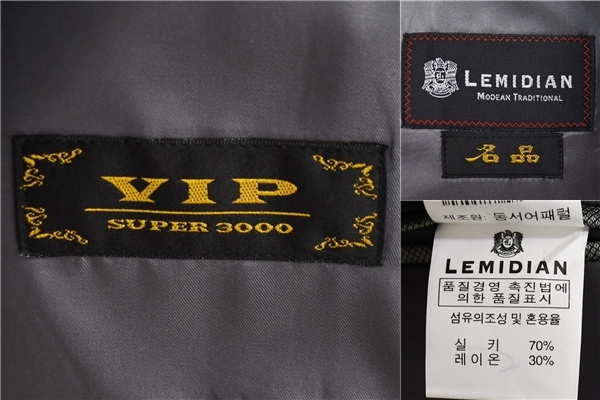 VIP
SUPER 3000
LEMIDIAN
MODEAN TRADITIONAL
名品
제조원: 동서어패럴
LEMIDIAN
품질경영 촉진법에
의한 품질표시
섬유의조성 및 혼용율
실 키 70%
레이온 30%